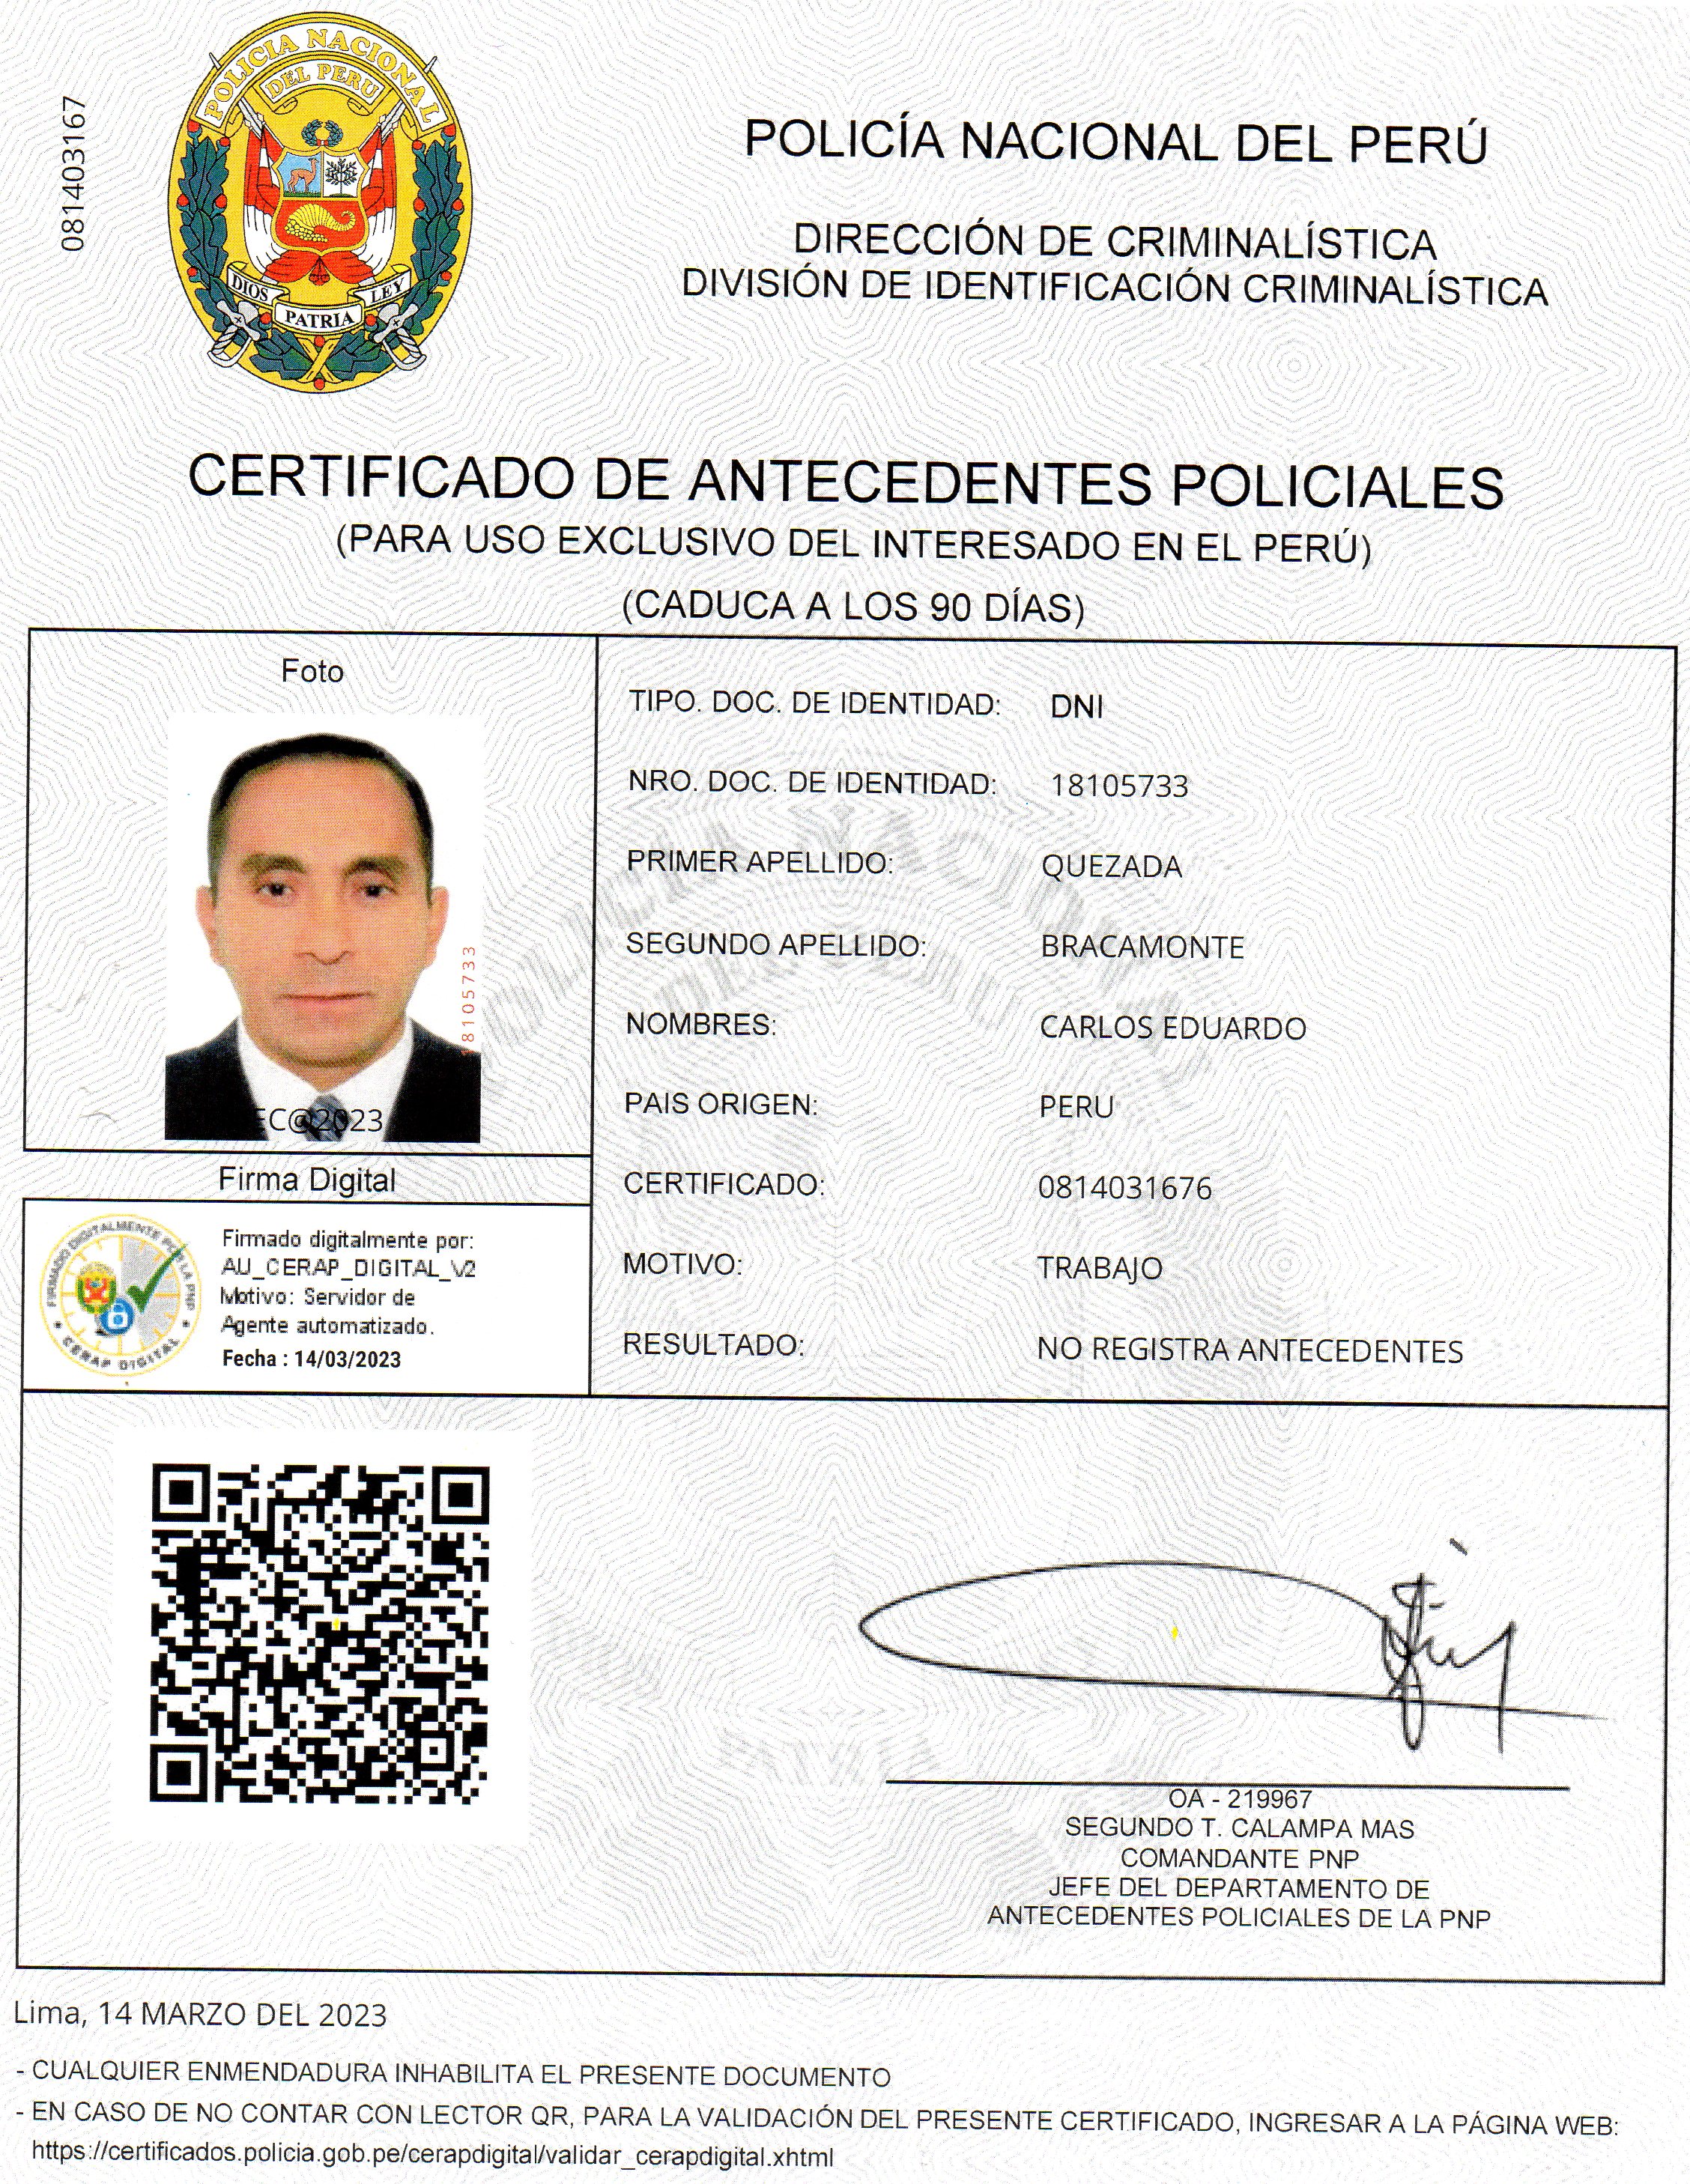 081403167
POLICIA NACIONAL
DEL PERU
DIOS
PATRIA
LEY
POLICÍA NACIONAL DEL PERÚ
DIRECCIÓN DE CRIMINALÍSTICA
DIVISIÓN DE IDENTIFICACIÓN CRIMINALÍSTICA
CERTIFICADO DE ANTECEDENTES POLICIALES
(PARA USO EXCLUSIVO DEL INTERESADO EN EL PERÚ)
(CADUCA A LOS 90 DÍAS)
Foto
18105733
EC@2023
Firma Digital
FIRMADO DIGITALMENTE POR LA PNP
CERAP DIGITAL
Firmado digitalmente por:
AU_CERAP_DIGITAL_V2
Motivo: Servidor de
Agente automatizado.
Fecha : 14/03/2023
TIPO. DOC. DE IDENTIDAD: DNI
NRO. DOC. DE IDENTIDAD: 18105733
PRIMER APELLIDO: QUEZADA
SEGUNDO APELLIDO: BRACAMONTE
NOMBRES: CARLOS EDUARDO
PAIS ORIGEN: PERU
CERTIFICADO: 0814031676
MOTIVO: TRABAJO
RESULTADO: NO REGISTRA ANTECEDENTES
OA - 219967
SEGUNDO T. CALAMPA MAS
COMANDANTE PNP
JEFE DEL DEPARTAMENTO DE
ANTECEDENTES POLICIALES DE LA PNP
Lima, 14 MARZO DEL 2023
- CUALQUIER ENMENDADURA INHABILITA EL PRESENTE DOCUMENTO
- EN CASO DE NO CONTAR CON LECTOR QR, PARA LA VALIDACIÓN DEL PRESENTE CERTIFICADO, INGRESAR A LA PÁGINA WEB:
https://certificados.policia.gob.pe/cerapdigital/validar_cerapdigital.xhtml